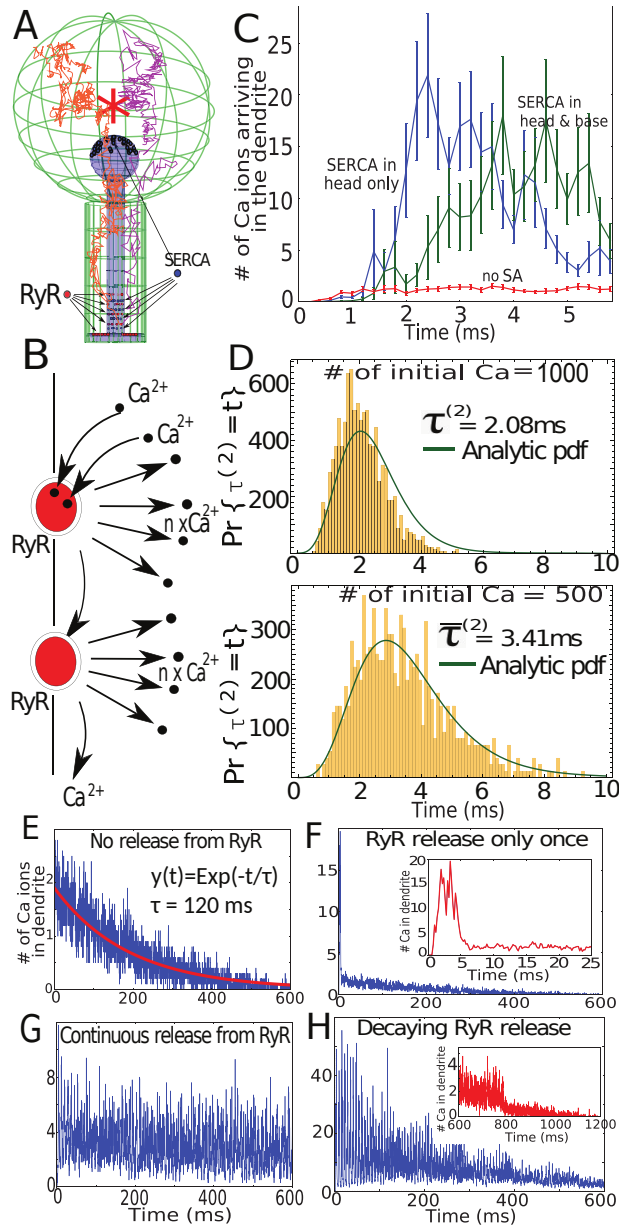 A
RyR
SERCA
C
# of Ca ions arriving
in the dendrite
25
20
15
10
5
0
SERCA in
head only
SERCA in
head & base
no SA
0 1 2 3 4 5
Time (ms)
B
Ca²⁺
Ca²⁺
RyR
n xCa²⁺
RyR
n x Ca²⁺
Ca²⁺
D
# of initial Ca=1000
τ̅⁽²⁾= 2.08ms
Analytic pdf
Pr{τ⁽²⁾=t}
600
400
200
0 2 4 6 8 10
# of initial Ca = 500
τ̅⁽²⁾= 3.41ms
Analytic pdf
Pr{τ⁽²⁾=t}
300
200
100
0 2 4 6 8 10
Time (ms)
E
No release from RyR
y(t)=Exp(-t/τ)
τ = 120 ms
# of Ca ions
in dendrite
2
1
0
0 200 400 600
F
RyR release only once
15
10
5
0
0 200 400 600
# Ca in dendrite
20
15
10
5
0
0 5 10 15 20 25
Time (ms)
G
Continuous release from RyR
8
4
0
0 200 400 600
Time (ms)
H
Decaying RyR release
40
20
0
0 200 400 600
Time (ms)
# Ca in dendrite
4
2
0
600 800 1000 1200
Time (ms)